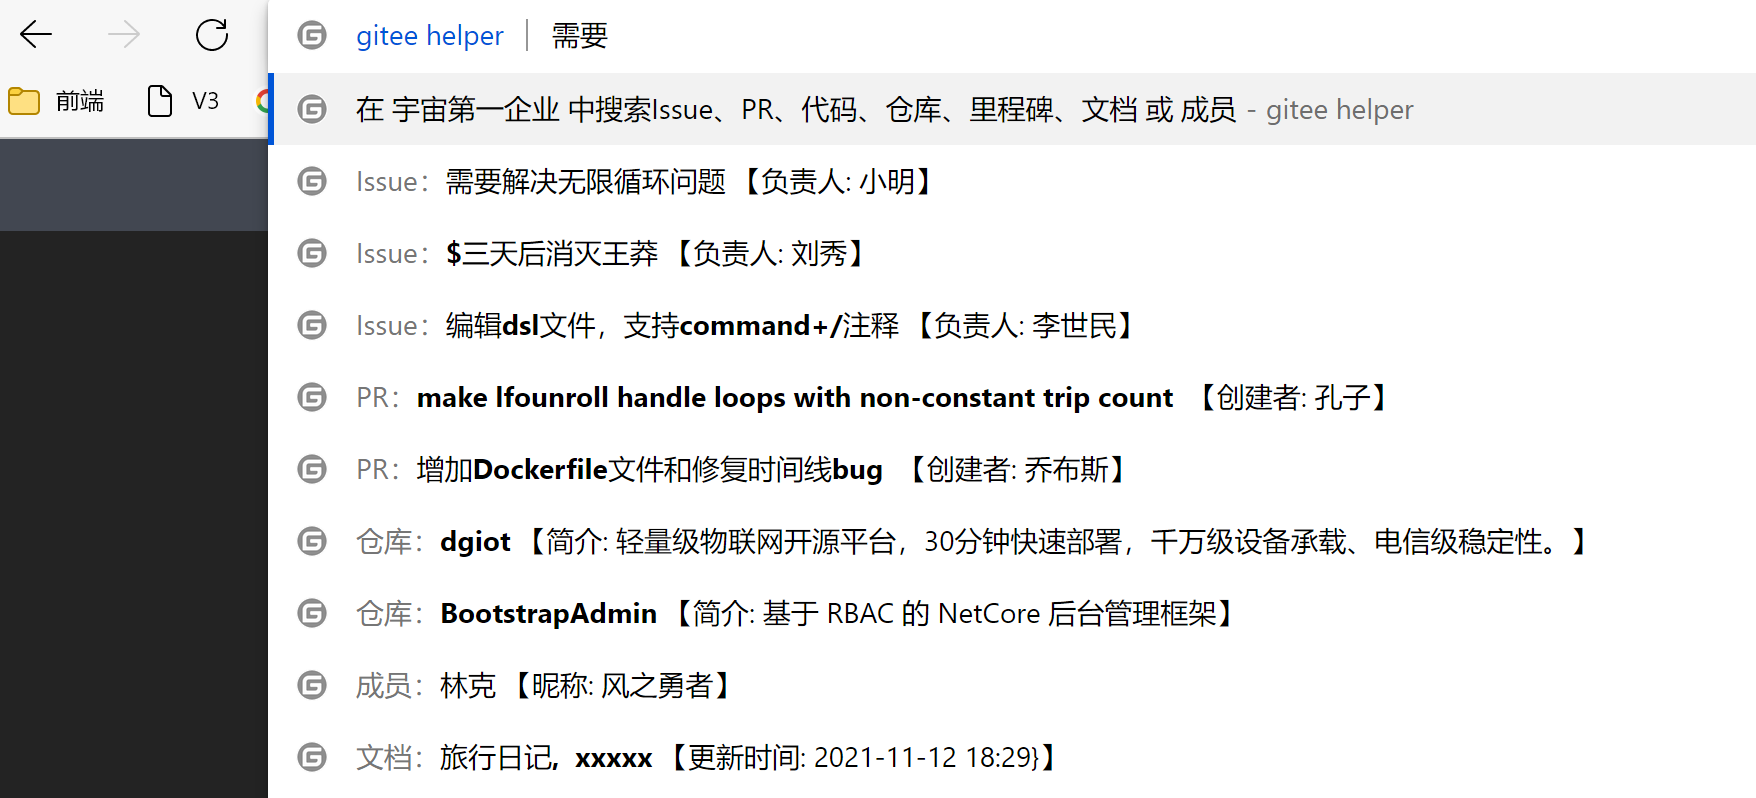 gitee helper | 需要
前端 V3
在 宇宙第一企业 中搜索Issue、PR、代码、仓库、里程碑、文档 或 成员 - gitee helper
Issue：需要解决无限循环问题 【负责人: 小明】
Issue：$三天后消灭王莽 【负责人: 刘秀】
Issue：编辑dsl文件，支持command+/注释 【负责人: 李世民】
PR：make lfounroll handle loops with non-constant trip count 【创建者: 孔子】
PR：增加Dockerfile文件和修复时间线bug 【创建者: 乔布斯】
仓库：dgiot 【简介: 轻量级物联网开源平台，30分钟快速部署，千万级设备承载、电信级稳定性。】
仓库：BootstrapAdmin 【简介: 基于 RBAC 的 NetCore 后台管理框架】
成员：林克 【昵称: 风之勇者】
文档：旅行日记，xxxxx 【更新时间: 2021-11-12 18:29}】